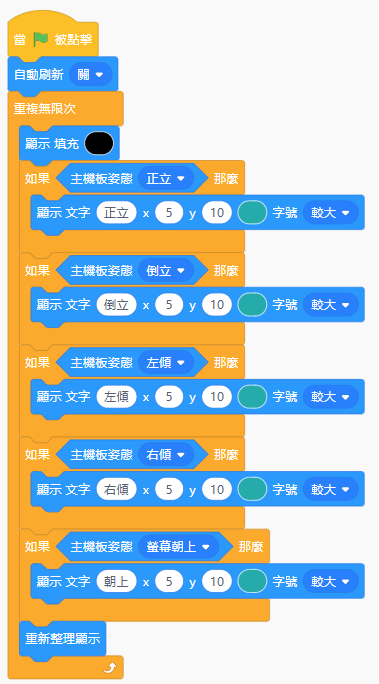 當 被點擊
自動刷新 關
重複無限次
顯示 填充
如果 主機板姿態 正立 那麼
顯示 文字 正立 x 5 y 10 字號 較大
如果 主機板姿態 倒立 那麼
顯示 文字 倒立 x 5 y 10 字號 較大
如果 主機板姿態 左傾 那麼
顯示 文字 左傾 x 5 y 10 字號 較大
如果 主機板姿態 右傾 那麼
顯示 文字 右傾 x 5 y 10 字號 較大
如果 主機板姿態 螢幕朝上 那麼
顯示 文字 朝上 x 5 y 10 字號 較大
重新整理顯示